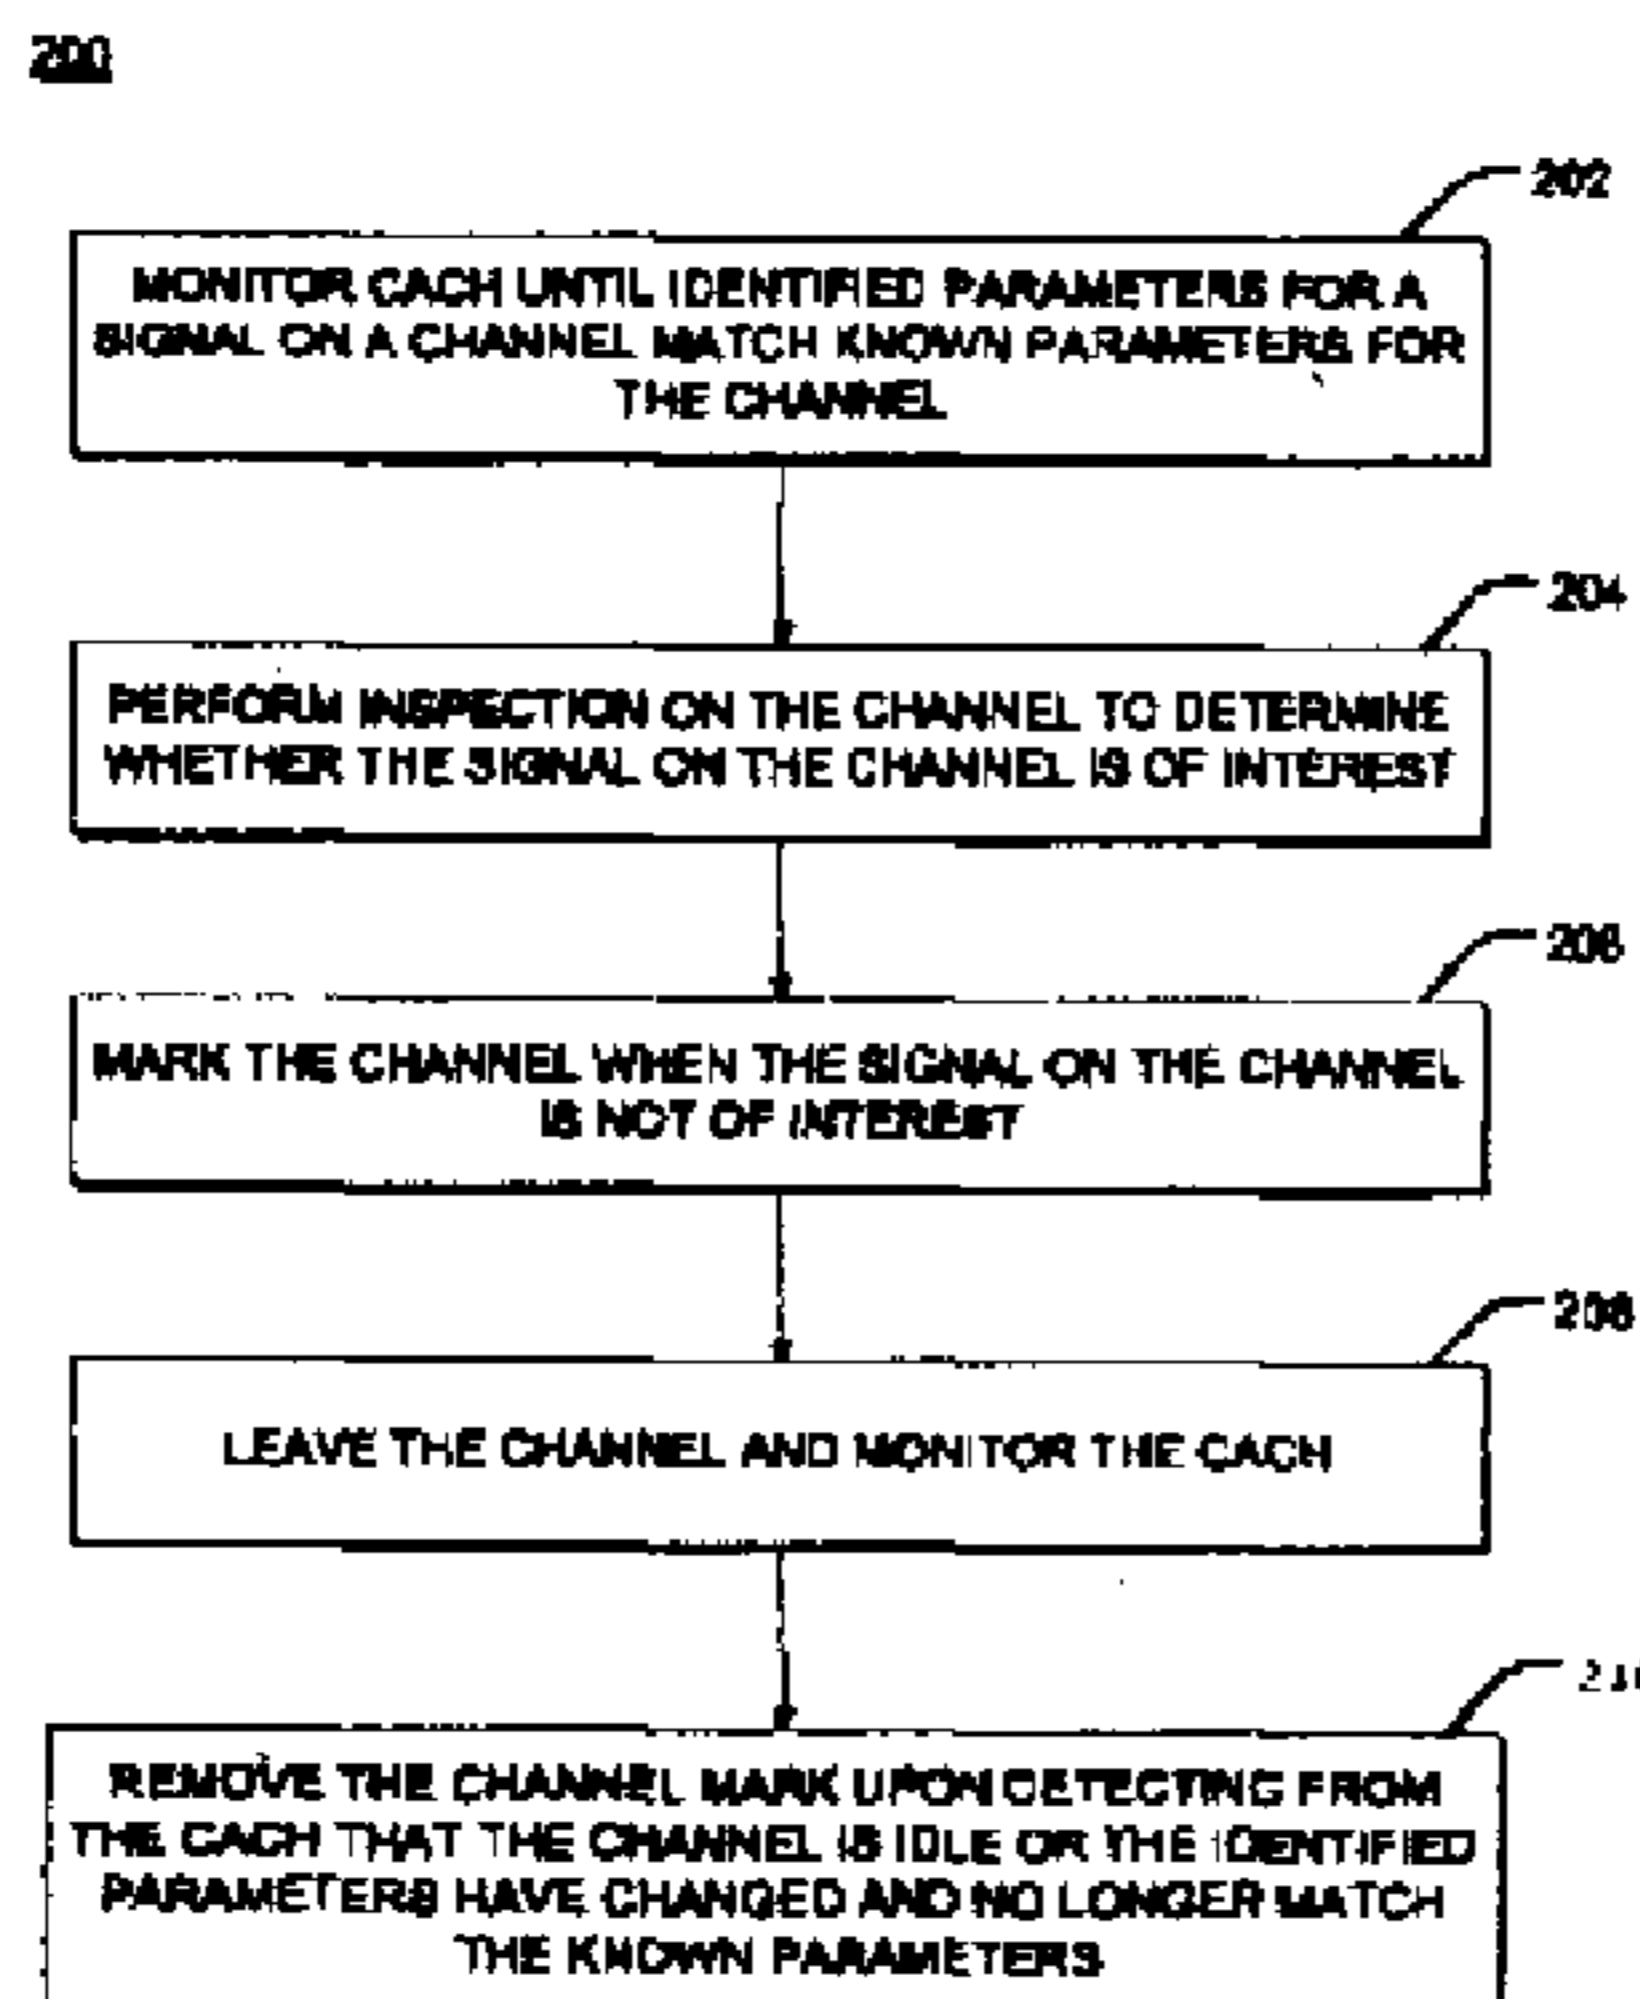 200
202
MONITOR CACH UNTIL IDENTIFIED PARAMETERS FOR A
SIGNAL ON A CHANNEL MATCH KNOWN PARAMETERS FOR
THE CHANNEL
204
PERFORM INSPECTION ON THE CHANNEL TO DETERMINE
WHETHER THE SIGNAL ON THE CHANNEL IS OF INTEREST
206
MARK THE CHANNEL WHEN THE SIGNAL ON THE CHANNEL
IS NOT OF INTEREST
208
LEAVE THE CHANNEL AND MONITOR THE CACH
REMOVE THE CHANNEL MARK UPON DETECTING FROM
THE CACH THAT THE CHANNEL IS IDLE OR THE IDENTIFIED
PARAMETERS HAVE CHANGED AND NO LONGER MATCH
THE KNOWN PARAMETERS